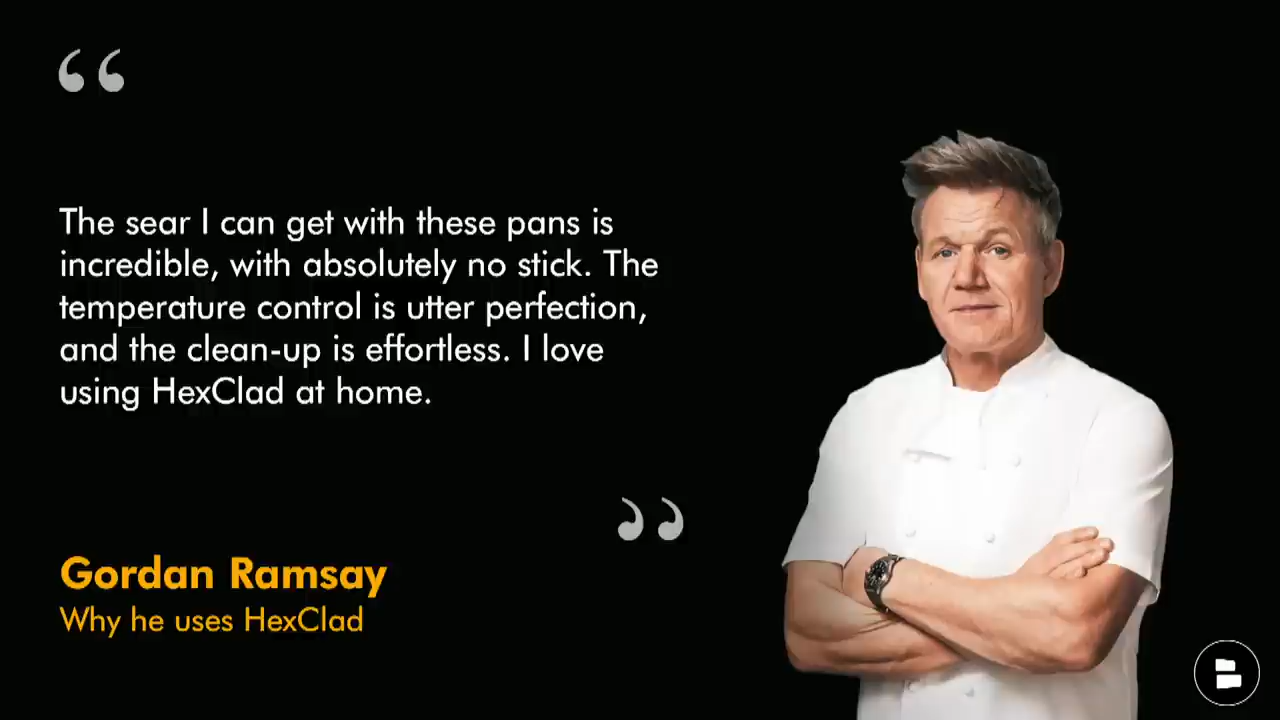 “
The sear I can get with these pans is
incredible, with absolutely no stick. The
temperature control is utter perfection,
and the clean-up is effortless. I love
using HexClad at home.
”
Gordan Ramsay
Why he uses HexClad